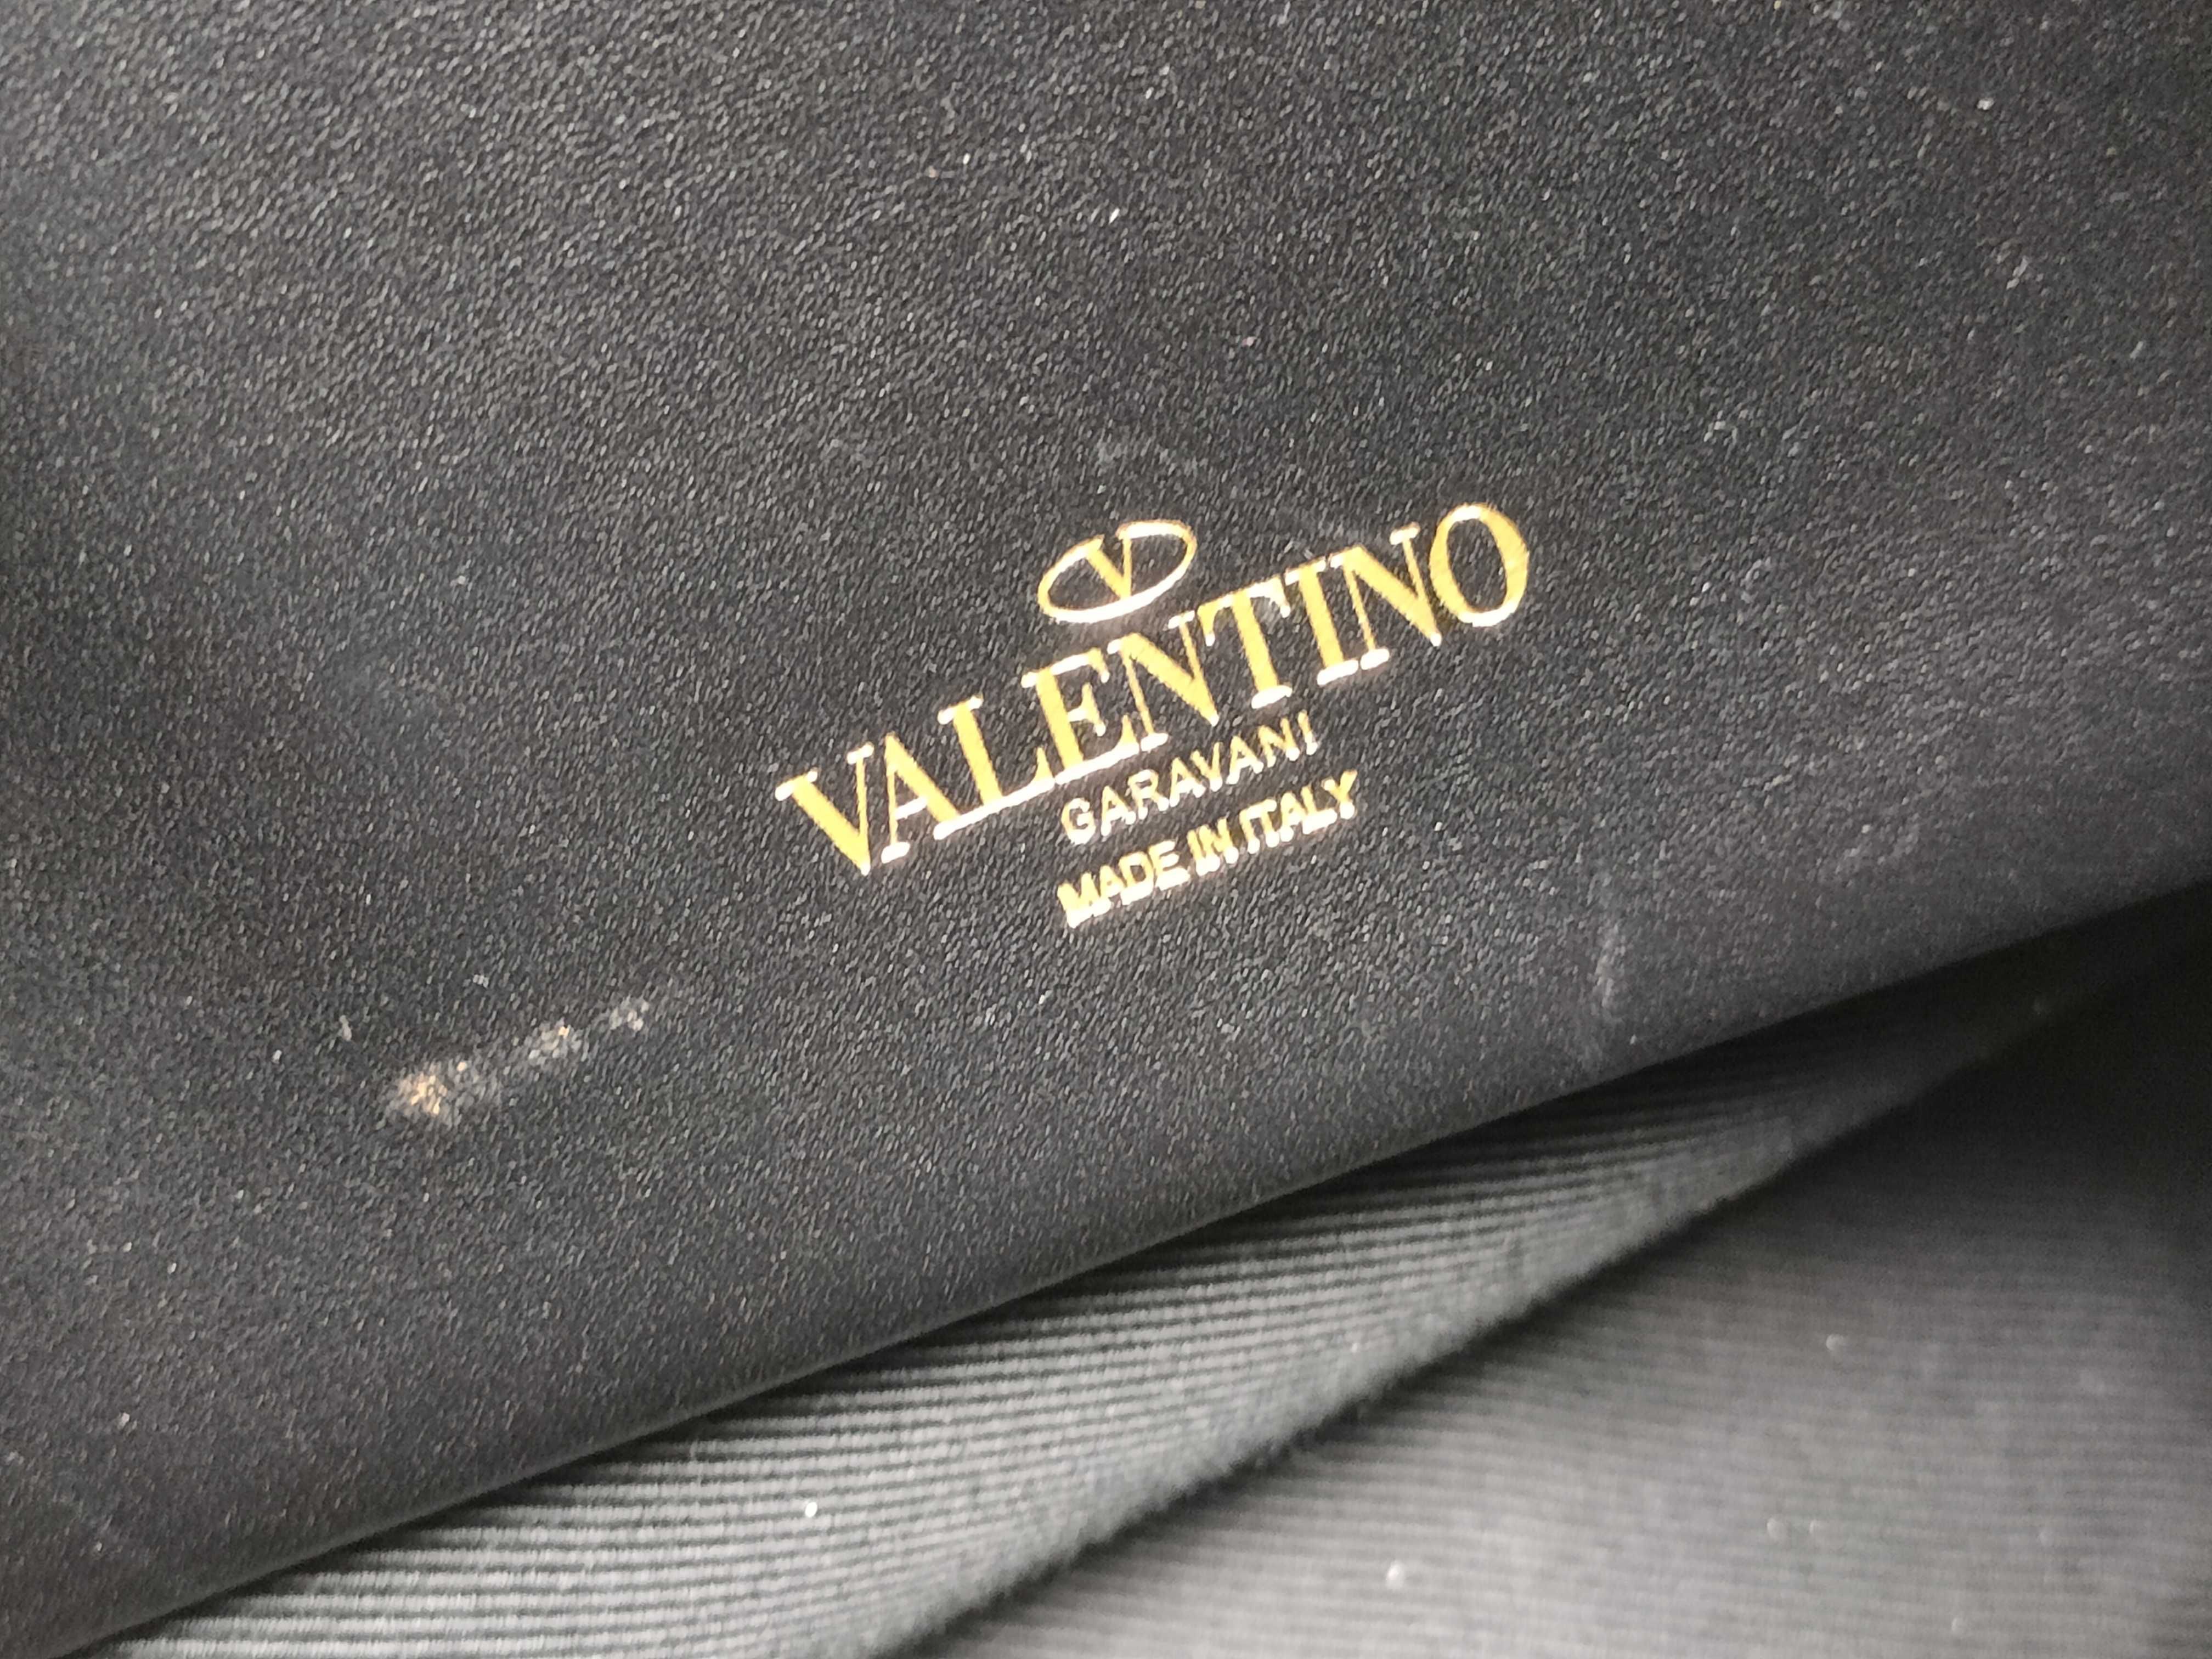 V
VALENTINO
GARAVANI
MADE IN ITALY